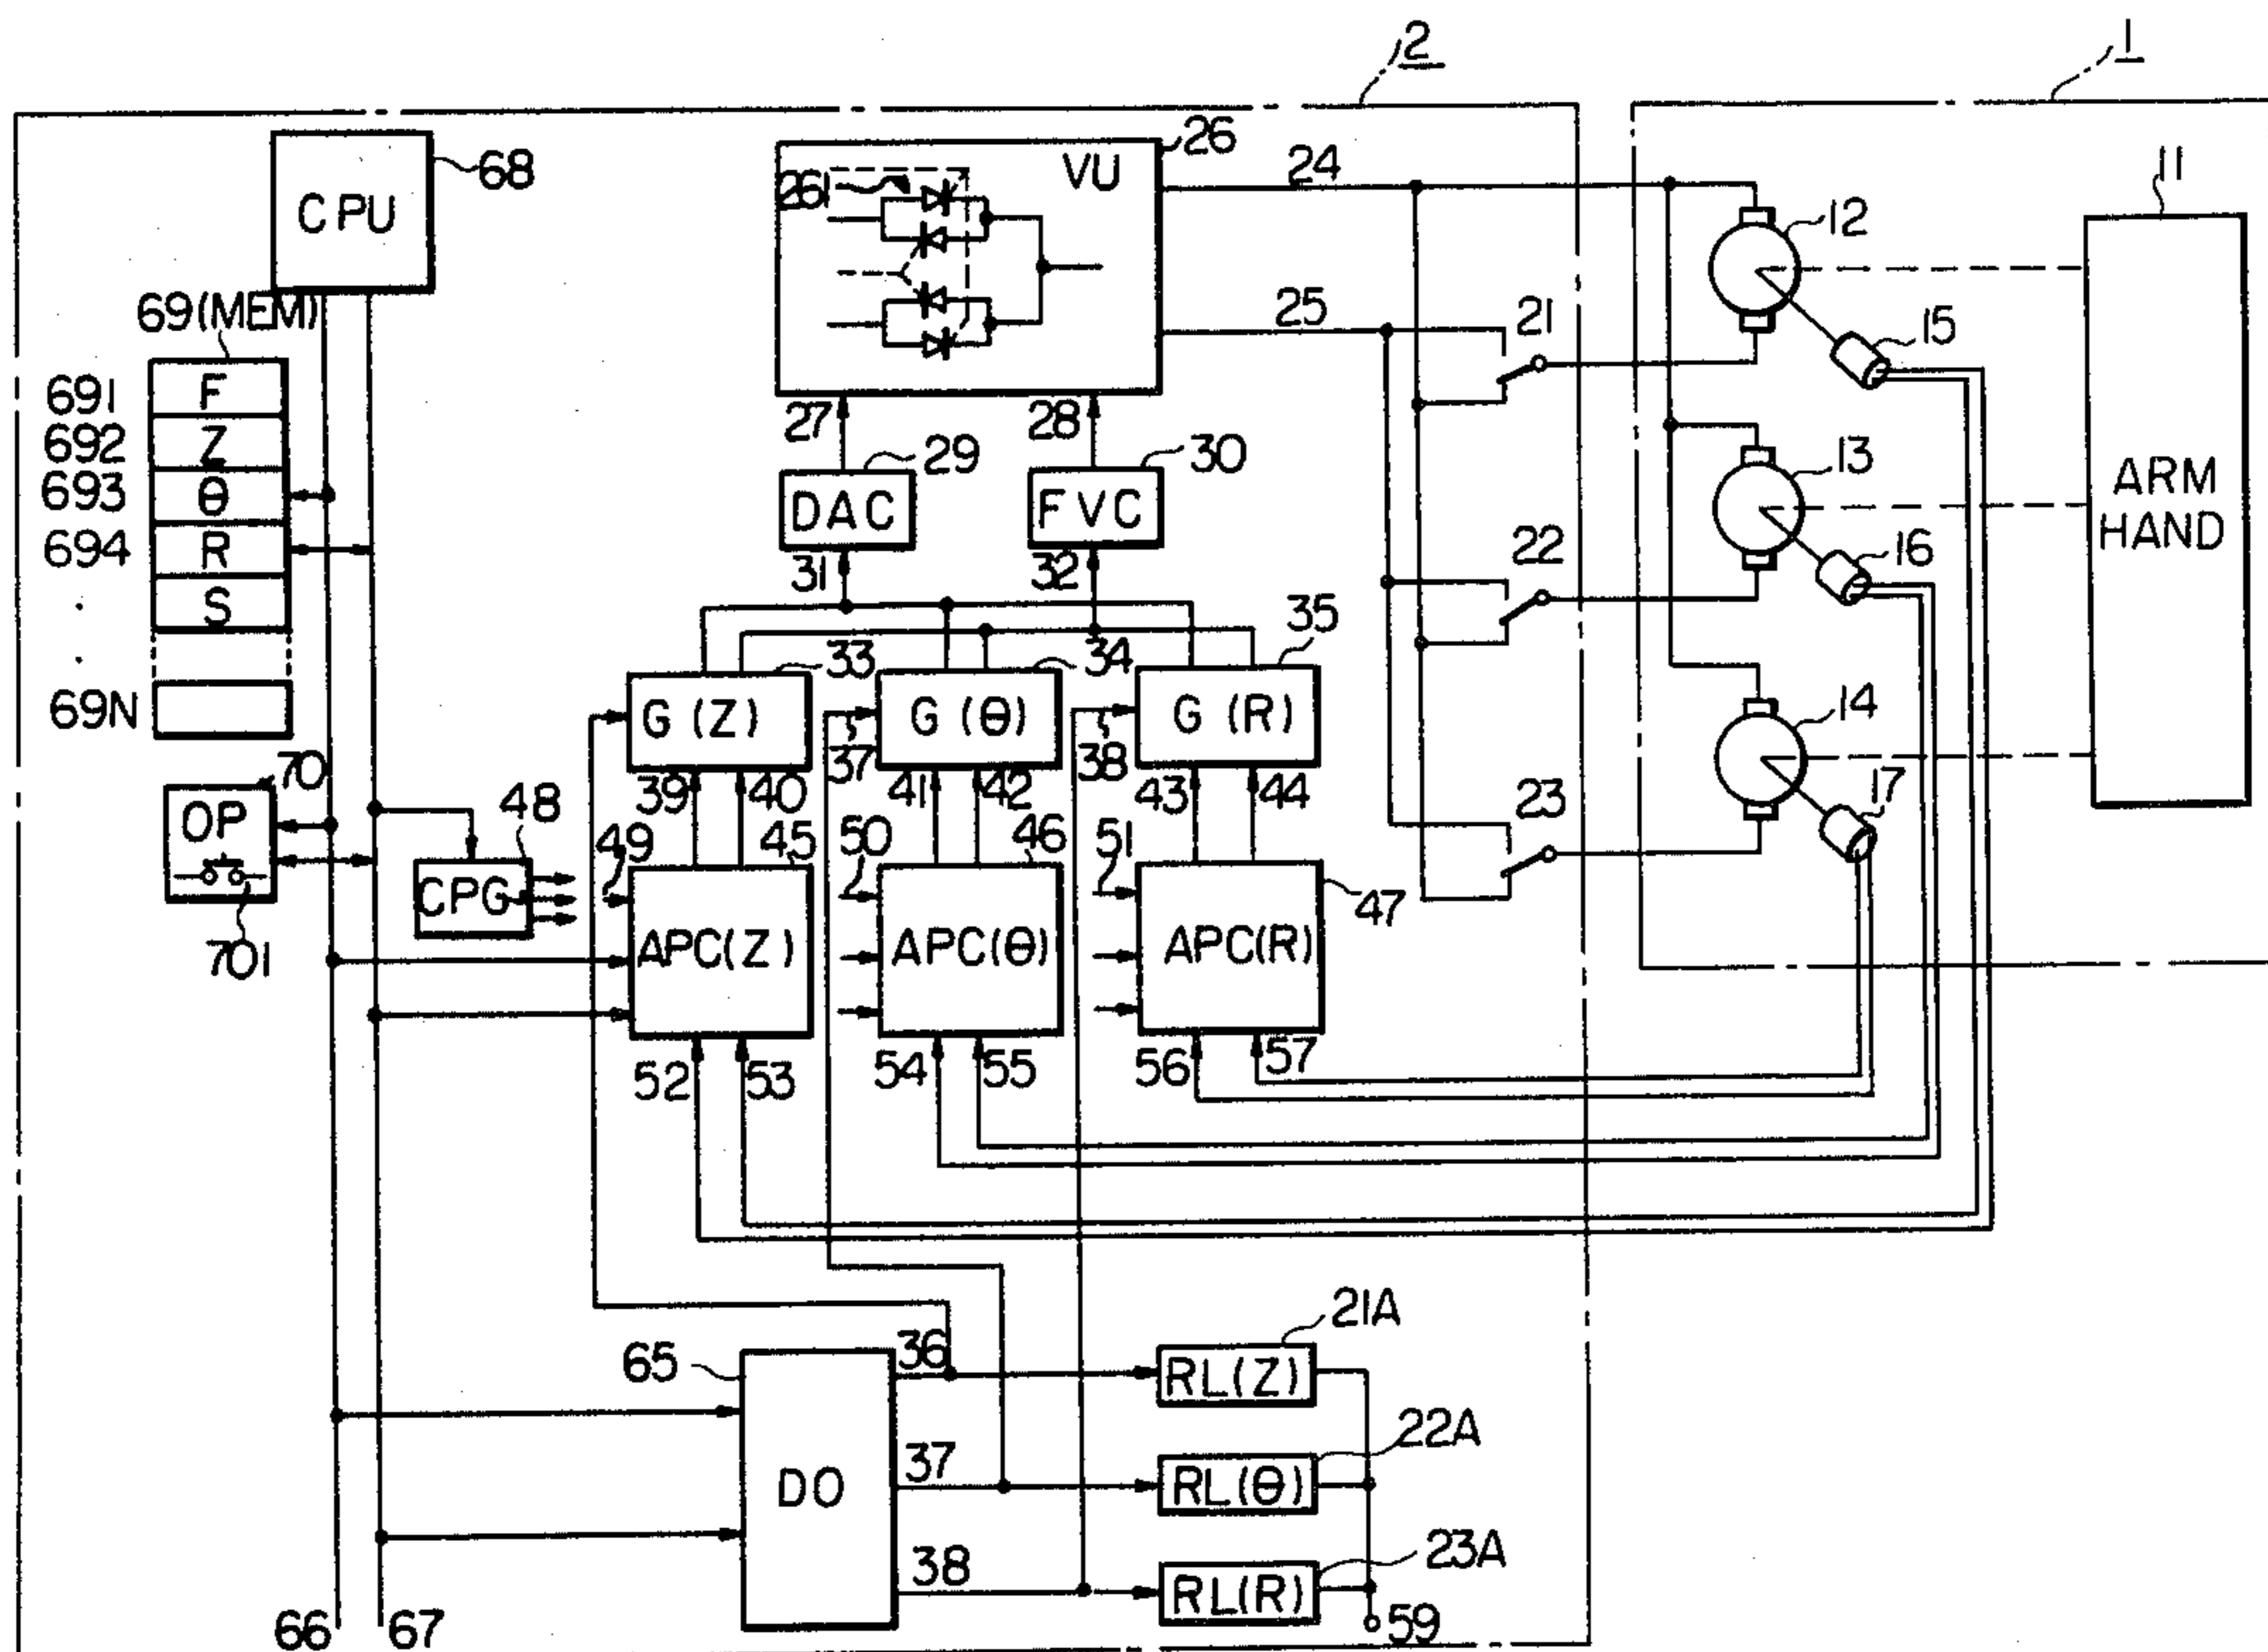 2
1
CPU
68
26
VU
261
24
25
12
11
15
21
69(MEM)
691
F
692
Z
693
θ
694
R
S
69N
27
28
29
30
DAC
FVC
31
32
13
16
22
ARM
HAND
33
34
35
G (Z)
G (θ)
G (R)
37
38
39
40
41
42
43
44
14
17
23
70
OP
701
48
CPG
49
45
50
46
51
47
APC(Z)
APC(θ)
APC(R)
52
53
54
55
56
57
65
DO
36
37
38
21A
RL(Z)
22A
RL(θ)
23A
RL(R)
59
66
67